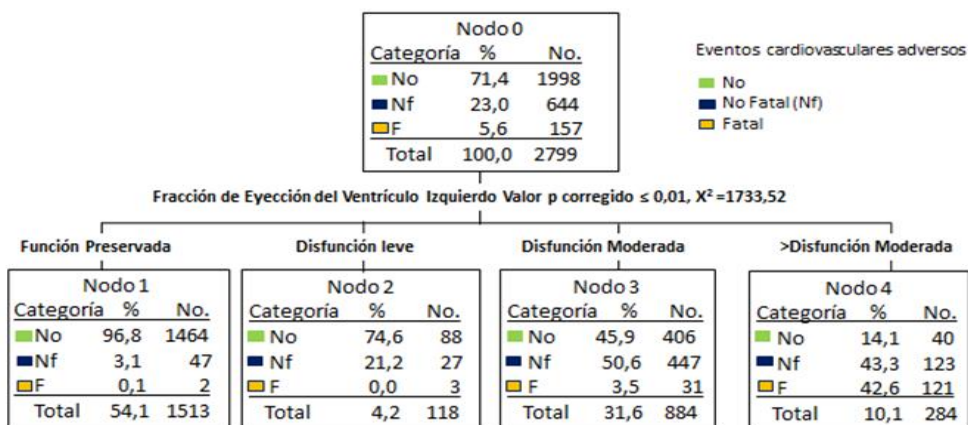 Nodo 0
Categoría % No.
No 71,4 1998
Nf 23,0 644
F 5,6 157
Total 100,0 2799
Eventos cardiovasculares adversos
No
No Fatal (Nf)
Fatal
Fracción de Eyección del Ventrículo Izquierdo Valor p corregido ≤ 0,01, X² =1733,52
Función Preservada
Nodo 1
Categoría % No.
No 96,8 1464
Nf 3,1 47
F 0,1 2
Total 54,1 1513
Disfunción leve
Nodo 2
Categoría % No.
No 74,6 88
Nf 21,2 27
F 0,0 3
Total 4,2 118
Disfunción Moderada
Nodo 3
Categoría % No.
No 45,9 406
Nf 50,6 447
F 3,5 31
Total 31,6 884
>Disfunción Moderada
Nodo 4
Categoría % No.
No 14,1 40
Nf 43,3 123
F 42,6 121
Total 10,1 284